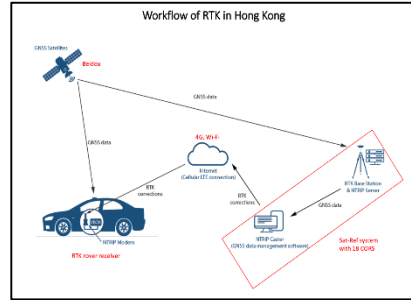 Workflow of RTK in Hong Kong
GNSS Satellites
Beidou
GNSS data
GNSS data
4G, Wi-Fi
Internet
(Cellular LTE connection)
RTK
corrections
RTK
corrections
RTK Base Station
& NTRIP Server
GNSS data
NTRIP Caster
(GNSS data management software)
NTRIP Modem
RTK rover receiver
Sat-Ref system
with 18 CORS